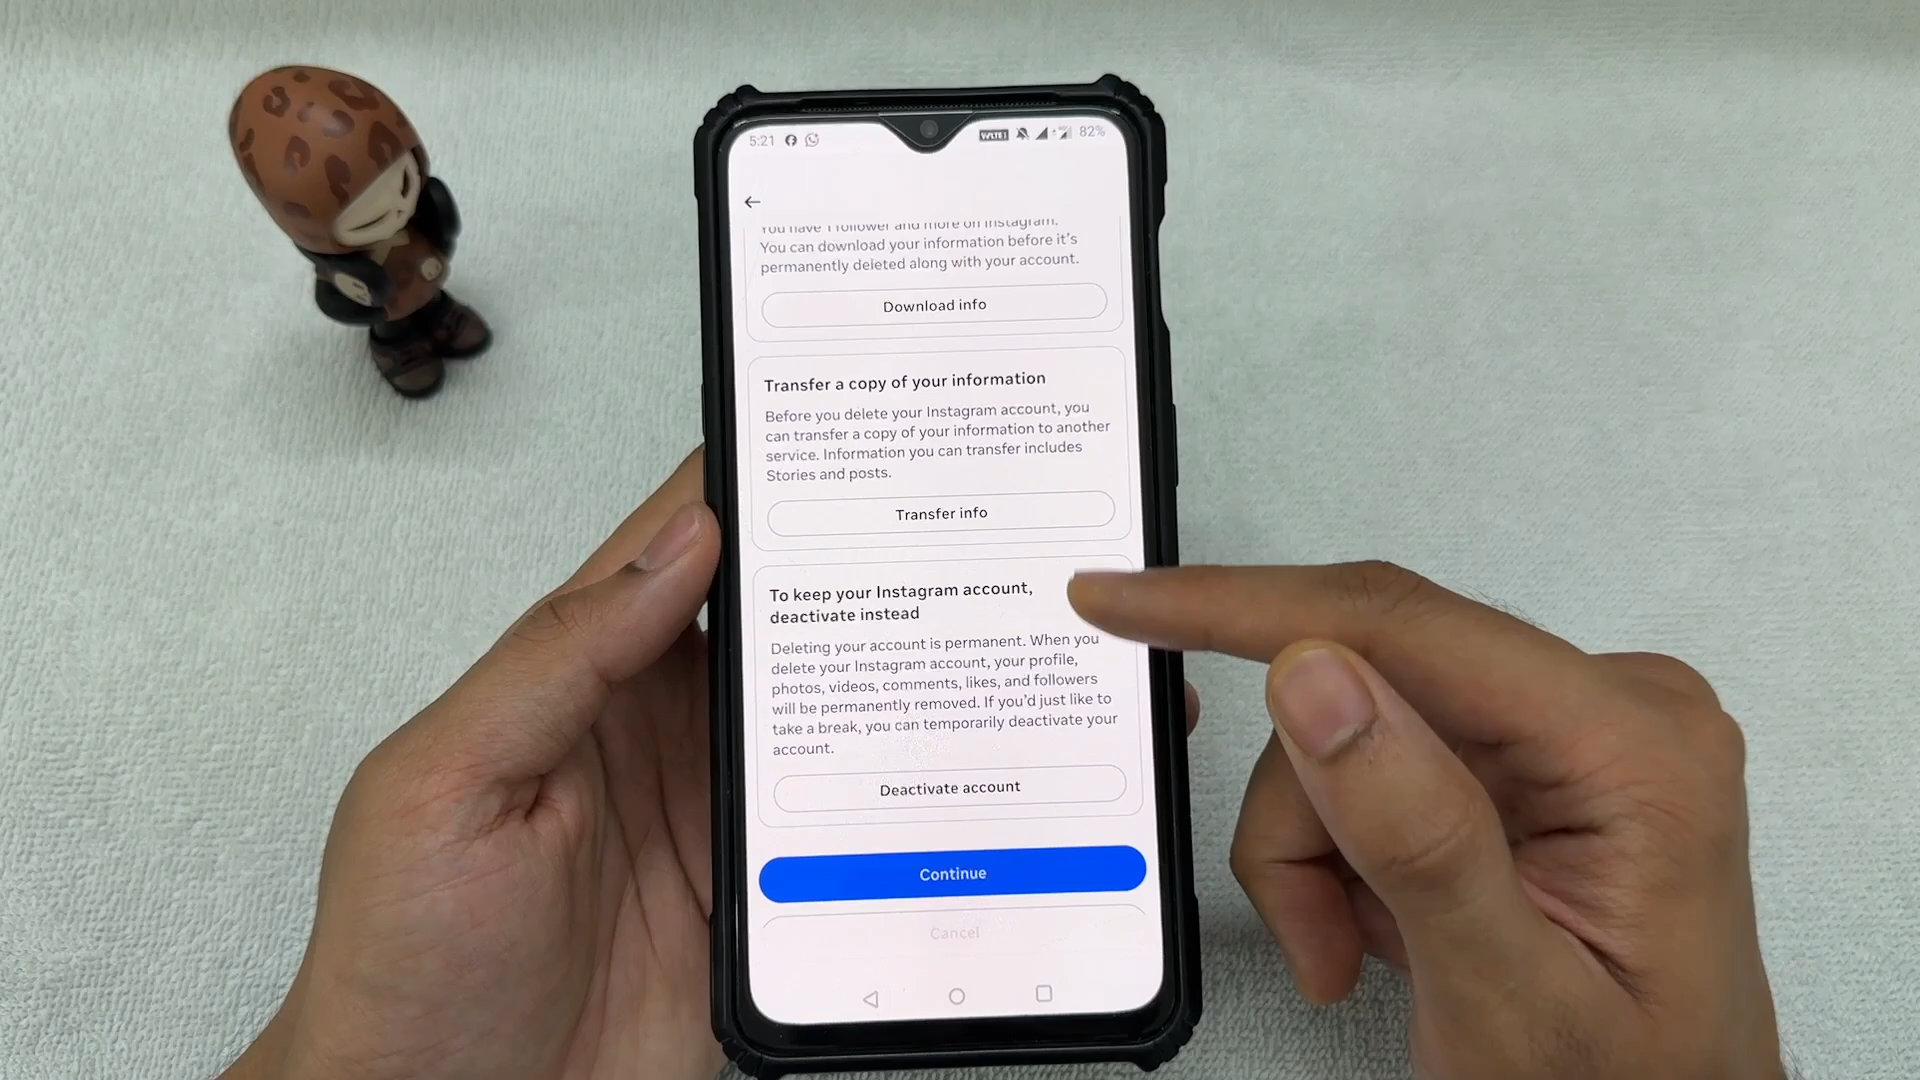 5:21
VoLTE1 82%
You have 1 follower and more on Instagram.
You can download your information before it's
permanently deleted along with your account.
Download info
Transfer a copy of your information
Before you delete your Instagram account, you
can transfer a copy of your information to another
service. Information you can transfer includes
Stories and posts.
Transfer info
To keep your Instagram account,
deactivate instead
Deleting your account is permanent. When you
delete your Instagram account, your profile,
photos, videos, comments, likes, and followers
will be permanently removed. If you'd just like to
take a break, you can temporarily deactivate your
account.
Deactivate account
Continue
Cancel